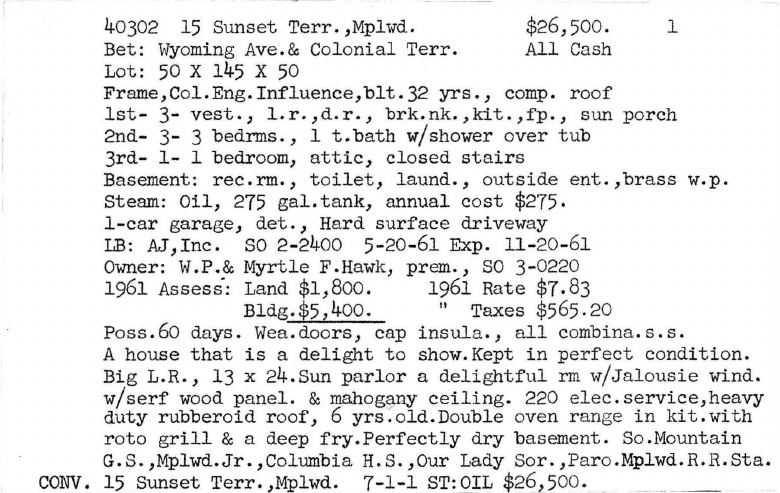 40302 15 Sunset Terr.,Mplwd. $26,500. 1
Bet: Wyoming Ave.& Colonial Terr. All Cash
Lot: 50 X 145 X 50
Frame,Col.Eng.Influence,blt.32 yrs., comp. roof
1st- 3- vest., l.r.,d.r., brk.nk.,kit.,fp., sun porch
2nd- 3- 3 bedrms., 1 t.bath w/shower over tub
3rd- 1- 1 bedroom, attic, closed stairs
Basement: rec.rm., toilet, laund., outside ent.,brass w.p.
Steam: Oil, 275 gal.tank, annual cost $275.
1-car garage, det., Hard surface driveway
LB: AJ,Inc. SO 2-2400 5-20-61 Exp. 11-20-61
Owner: W.P.& Myrtle F.Hawk, prem., SO 3-0220
1961 Assess: Land $1,800. 1961 Rate $7.83
Bldg.$5,400. " Taxes $565.20
Poss.60 days. Wea.doors, cap insula., all combina.s.s.
A house that is a delight to show.Kept in perfect condition.
Big L.R., 13 x 24.Sun parlor a delightful rm w/Jalousie wind.
w/serf wood panel. & mahogany ceiling. 220 elec.service,heavy
duty rubberoid roof, 6 yrs.old.Double oven range in kit.with
roto grill & a deep fry.Perfectly dry basement. So.Mountain
G.S.,Mplwd.Jr.,Columbia H.S.,Our Lady Sor.,Paro.Mplwd.R.R.Sta.
CONV. 15 Sunset Terr.,Mplwd. 7-1-1 ST:OIL $26,500.